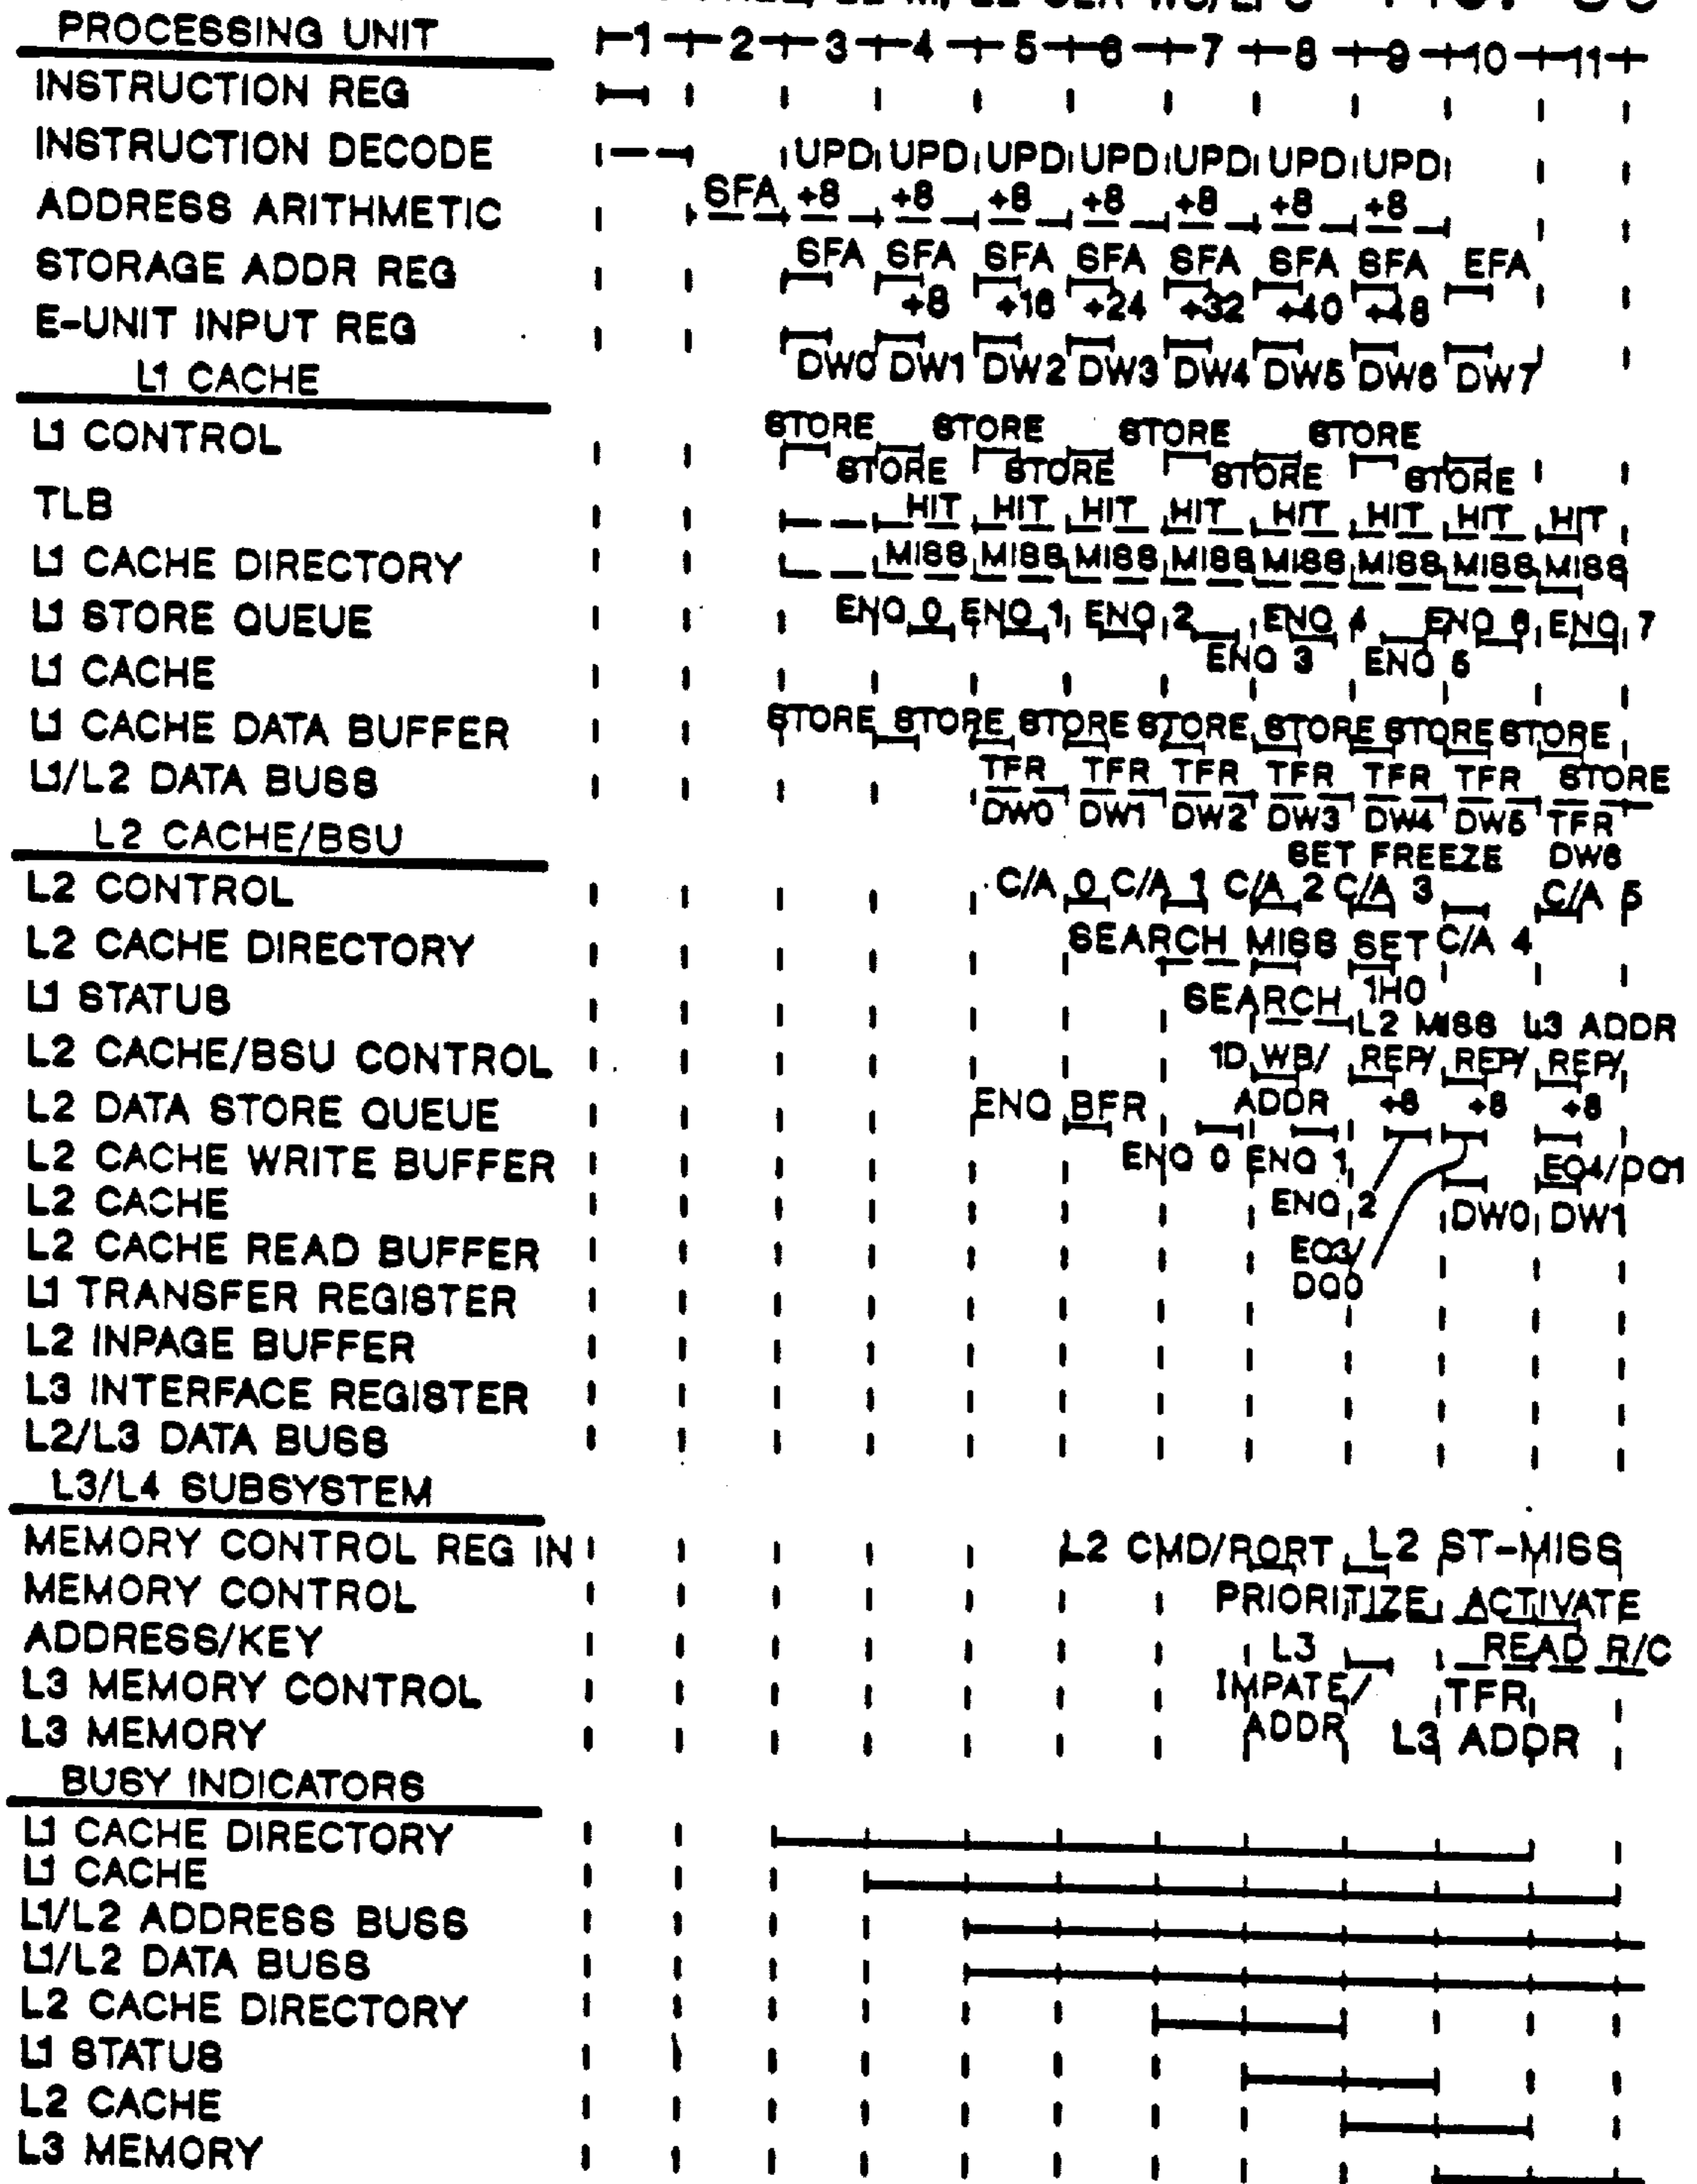 PROCESSING UNIT 1 2 3 4 5 6 7 8 9 10 11
INSTRUCTION REG
INSTRUCTION DECODE UPD UPD UPD UPD UPD UPD UPD
ADDRESS ARITHMETIC SFA +8 +8 +8 +8 +8 +8 +8
STORAGE ADDR REG SFA SFA SFA SFA SFA SFA SFA EFA
+8 +16 +24 +32 +40 +48
E-UNIT INPUT REG
DW0 DW1 DW2 DW3 DW4 DW5 DW6 DW7
L1 CACHE
L1 CONTROL STORE STORE STORE STORE
STORE STORE STORE STORE
TLB HIT HIT HIT HIT HIT HIT HIT HIT
L1 CACHE DIRECTORY MISS MISS MISS MISS MISS MISS MISS MISS
L1 STORE QUEUE ENQ 0 ENQ 1 ENQ 2 ENQ 4 ENQ 6 ENQ 7
ENQ 3 ENQ 5
L1 CACHE
L1 CACHE DATA BUFFER STORE STORE STORE STORE STORE STORE STORE
L1/L2 DATA BUSS TFR TFR TFR TFR TFR TFR STORE
DW0 DW1 DW2 DW3 DW4 DW5 TFR
L2 CACHE/BSU
SET FREEZE DW6
L2 CONTROL C/A 0 C/A 1 C/A 2 C/A 3 C/A 5
L2 CACHE DIRECTORY SEARCH MISS SET C/A 4
1H0
L1 STATUS SEARCH L2 MISS L3 ADDR
L2 CACHE/BSU CONTROL 1D WB/ REP/ REP/ REP/
L2 DATA STORE QUEUE ENQ BFR ADDR +8 +8 +8
L2 CACHE WRITE BUFFER ENQ 0 ENQ 1 EQ4/DQ1
L2 CACHE ENQ 2 DW0 DW1
L2 CACHE READ BUFFER EQ3/
DQ0
L1 TRANSFER REGISTER
L2 INPAGE BUFFER
L3 INTERFACE REGISTER
L2/L3 DATA BUSS
L3/L4 SUBSYSTEM
MEMORY CONTROL REG IN L2 CMD/RQRT L2 ST-MISS
MEMORY CONTROL PRIORITIZE ACTIVATE
ADDRESS/KEY L3 READ R/C
L3 MEMORY CONTROL IMPATE/ TFR
L3 MEMORY ADDR L3 ADDR
BUSY INDICATORS
L1 CACHE DIRECTORY
L1 CACHE
L1/L2 ADDRESS BUSS
L1/L2 DATA BUSS
L2 CACHE DIRECTORY
L1 STATUS
L2 CACHE
L3 MEMORY